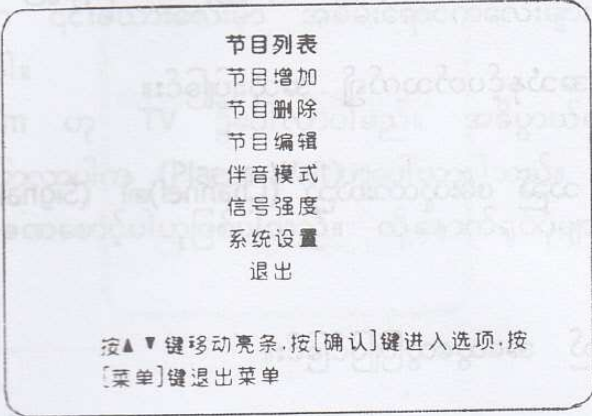 节目列表
节目增加
节目删除
节目编辑
伴音模式
信号强度
系统设置
退出
按▲▼键移动亮条.按[确认]键进入选项.按
[菜单]键退出菜单